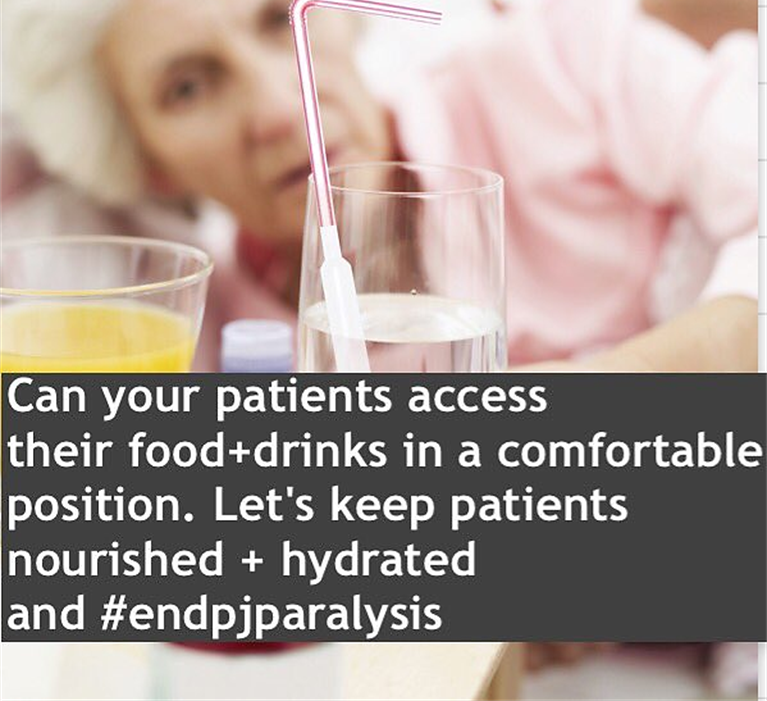 Can your patients access
their food+drinks in a comfortable
position. Let's keep patients
nourished + hydrated
and #endpjparalysis